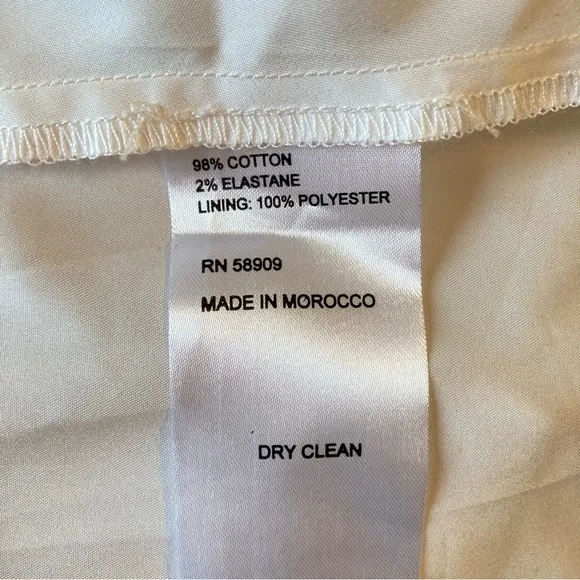 98% COTTON
2% ELASTANE
LINING: 100% POLYESTER
RN 58909
MADE IN MOROCCO
DRY CLEAN